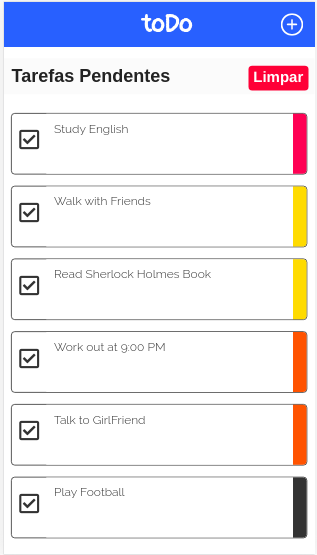 toDo
Tarefas Pendentes
Limpar
Study English
Walk with Friends
Read Sherlock Holmes Book
Work out at 9:00 PM
Talk to GirlFriend
Play Football